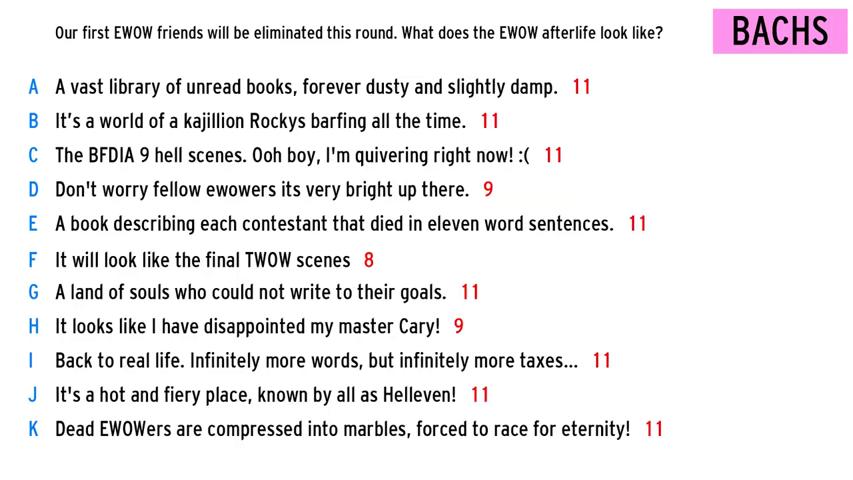 Our first EWOW friends will be eliminated this round. What does the EWOW afterlife look like?
BACHS
A A vast library of unread books, forever dusty and slightly damp. 11
B It's a world of a kajillion Rockys barfing all the time. 11
C The BFDIA 9 hell scenes. Ooh boy, I'm quivering right now! :( 11
D Don't worry fellow ewowers its very bright up there. 9
E A book describing each contestant that died in eleven word sentences. 11
F It will look like the final TWOW scenes 8
G A land of souls who could not write to their goals. 11
H It looks like I have disappointed my master Cary! 9
I Back to real life. Infinitely more words, but infinitely more taxes... 11
J It's a hot and fiery place, known by all as Helleven! 11
K Dead EWOWers are compressed into marbles, forced to race for eternity! 11